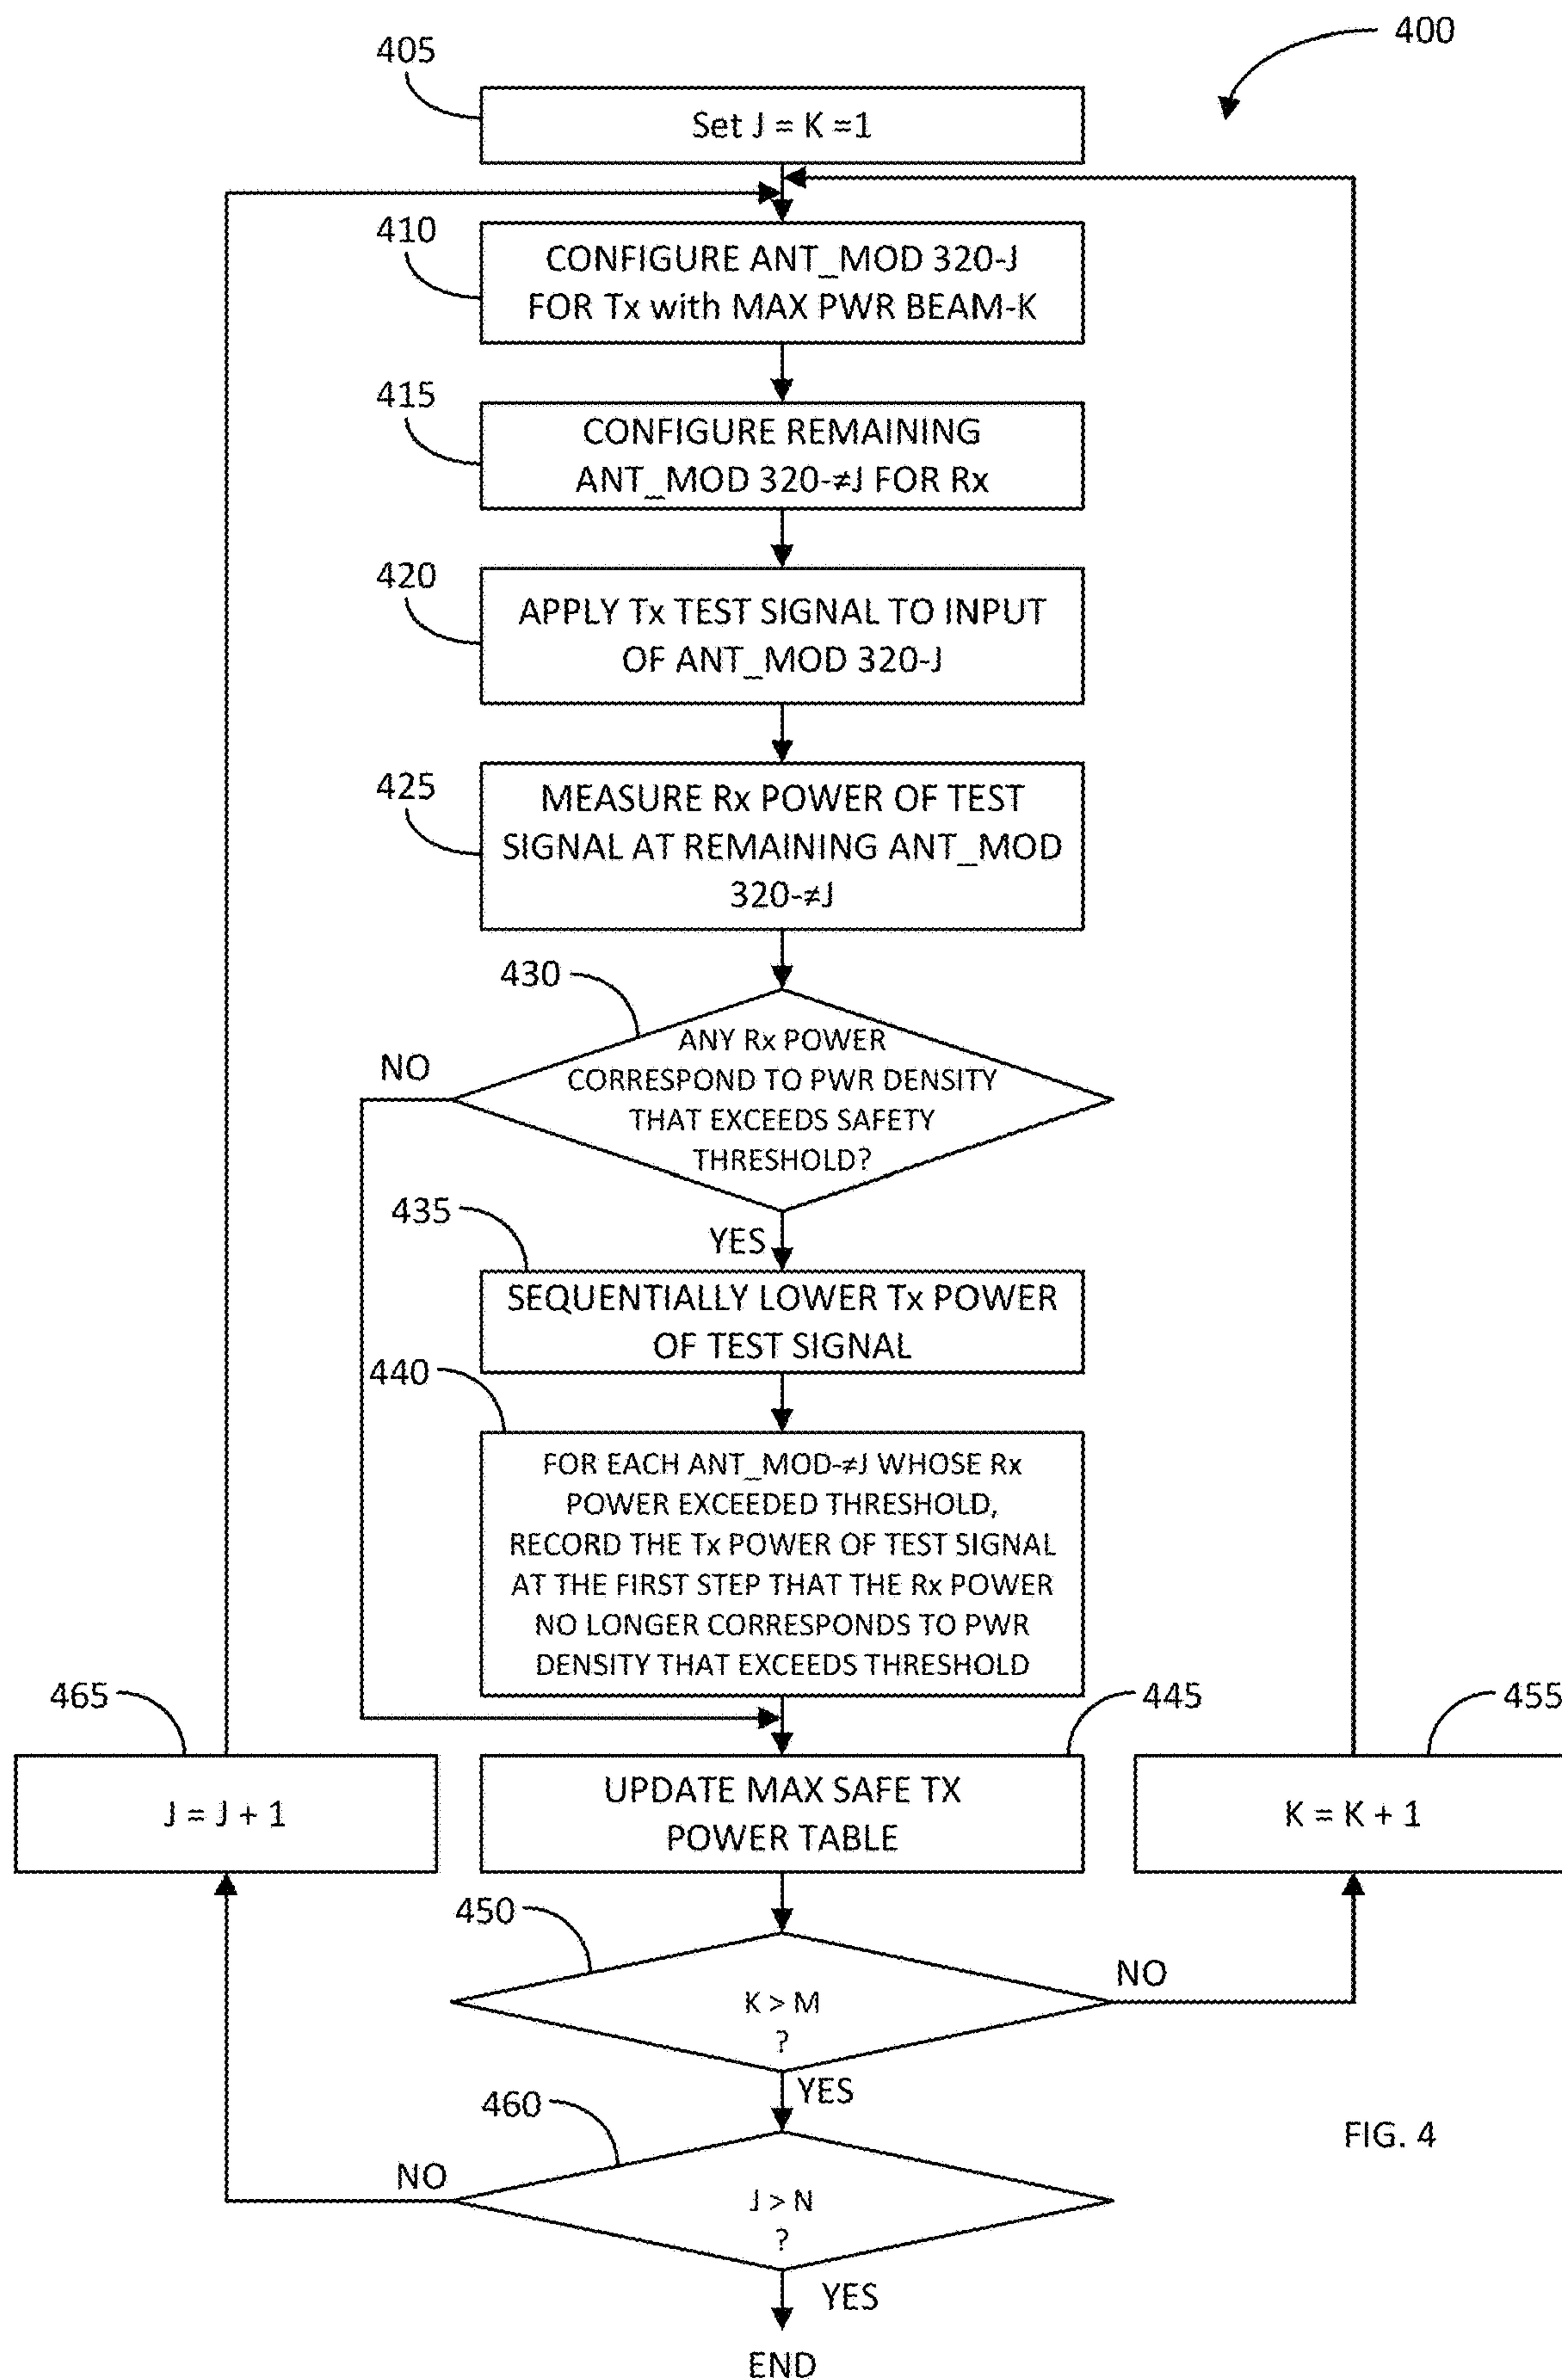 400
405
Set J = K =1
410
CONFIGURE ANT_MOD 320-J
FOR Tx with MAX PWR BEAM-K
415
CONFIGURE REMAINING
ANT_MOD 320-≠J FOR Rx
420
APPLY Tx TEST SIGNAL TO INPUT
OF ANT_MOD 320-J
425
MEASURE Rx POWER OF TEST
SIGNAL AT REMAINING ANT_MOD
320-≠J
430
ANY Rx POWER
CORRESPOND TO PWR DENSITY
THAT EXCEEDS SAFETY
THRESHOLD?
NO
YES
435
SEQUENTIALLY LOWER Tx POWER
OF TEST SIGNAL
440
FOR EACH ANT_MOD-≠J WHOSE Rx
POWER EXCEEDED THRESHOLD,
RECORD THE Tx POWER OF TEST SIGNAL
AT THE FIRST STEP THAT THE Rx POWER
NO LONGER CORRESPONDS TO PWR
DENSITY THAT EXCEEDS THRESHOLD
465
J = J + 1
445
UPDATE MAX SAFE TX
POWER TABLE
455
K = K + 1
450
K > M
?
NO
YES
460
J > N
?
NO
YES
END
FIG. 4